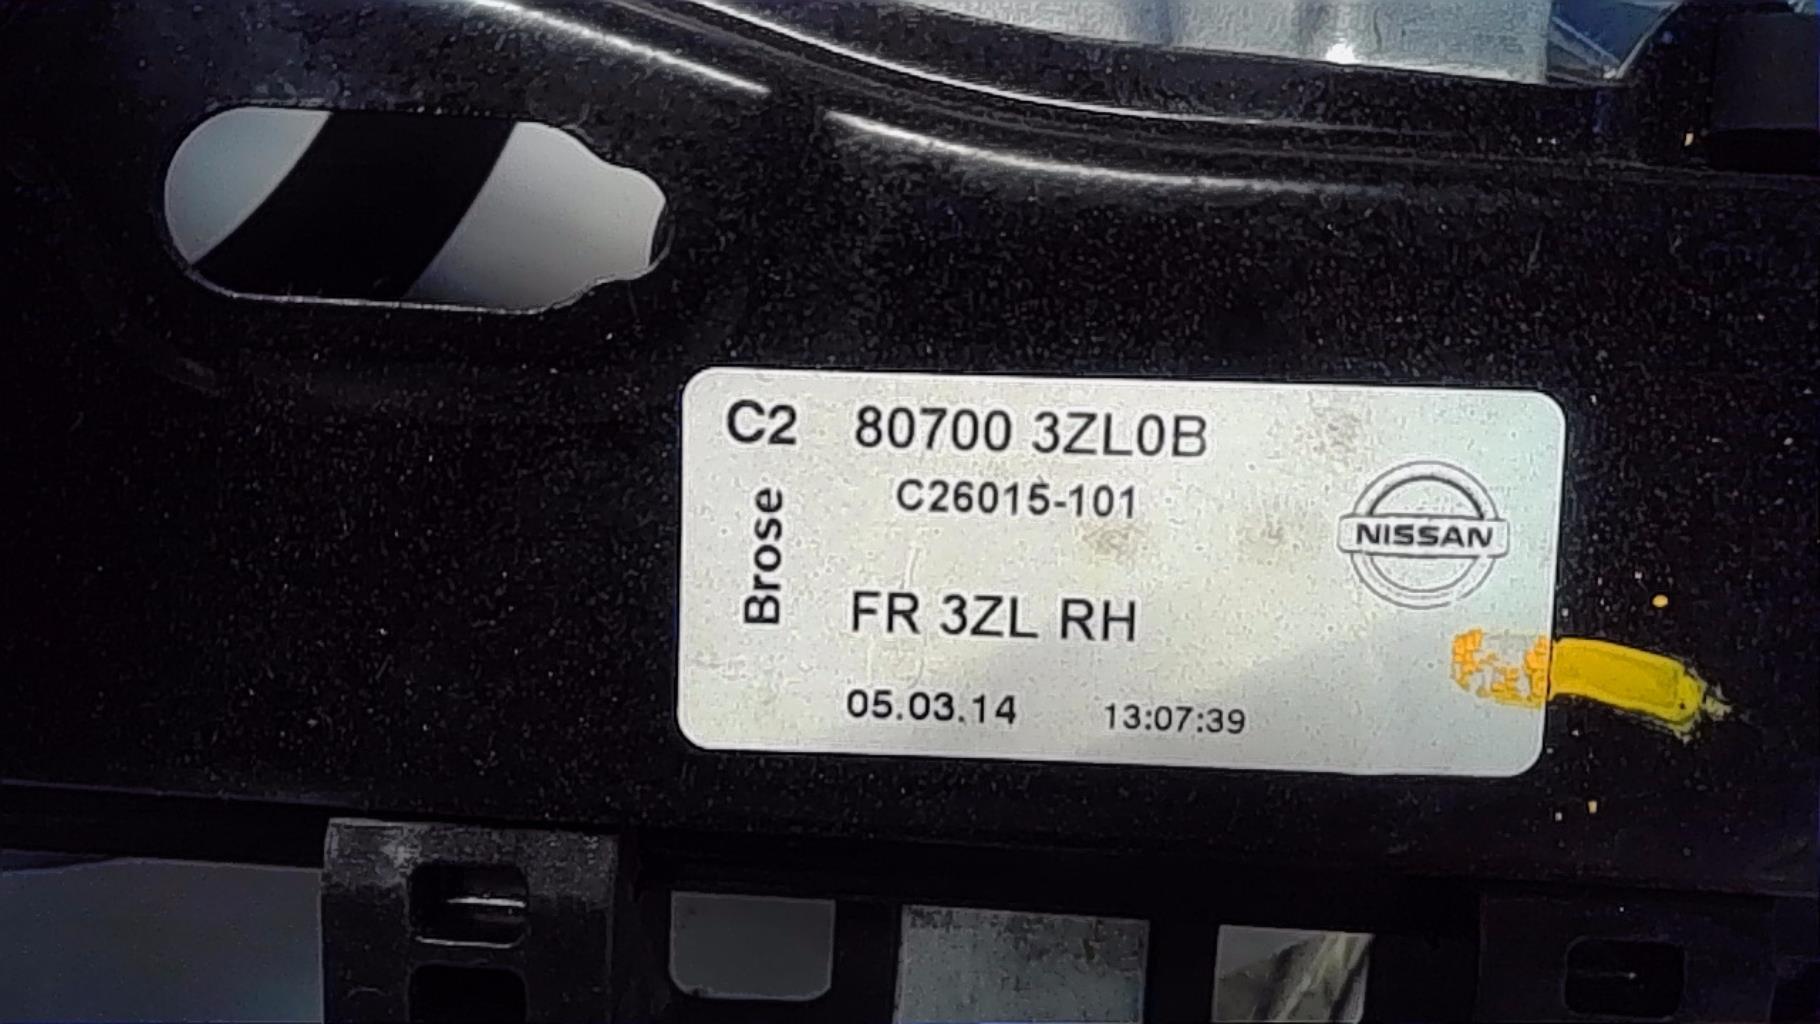 C2 80700 3ZL0B
C26015-101
Brose
NISSAN
FR 3ZL RH
05.03.14 13:07:39